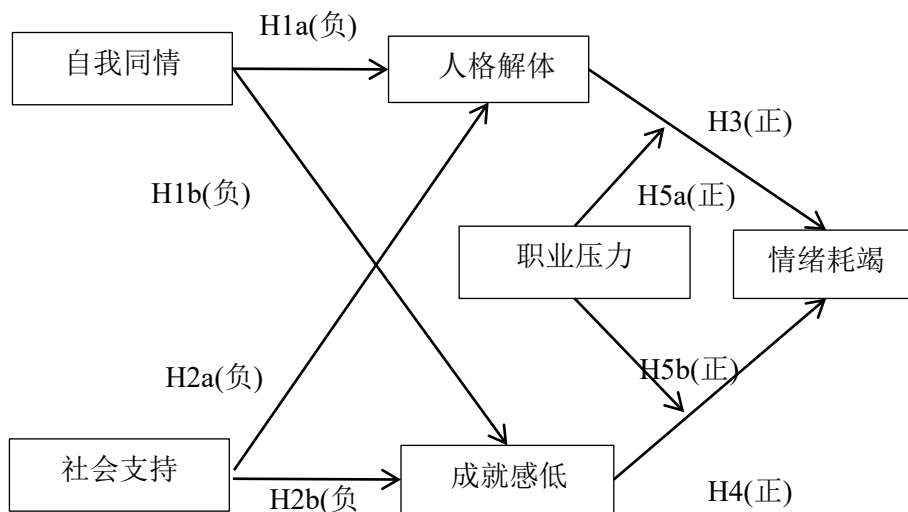 H1a(负)
自我同情
人格解体
H3(正)
H1b(负)
H5a(正)
职业压力
情绪耗竭
H2a(负)
H5b(正)
社会支持
成就感低
H2b(负
H4(正)